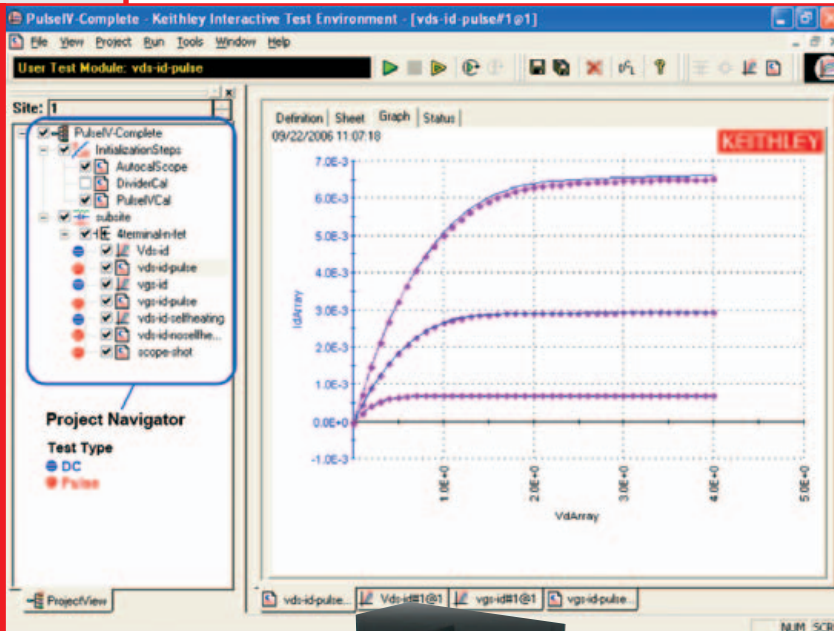 PulseIV-Complete - Keithley Interactive Test Environment - [vds-id-pulse#1@1]
File View Project Run Tools Window Help
User Test Module: vds-id-pulse
Site: 1
PulseIV-Complete
InitializationSteps
AutocalScope
DividerCal
PulseIVCal
subsite
4terminal-n-fet
Vds-id
vds-id-pulse
vgs-id
vgs-id-pulse
vds-id-selfheating
vds-id-noselfhe...
scope-shot
Project Navigator
Test Type
DC
Pulse
ProjectView
Definition Sheet Graph Status
09/22/2006 11:07:18
KEITHLEY
7.0E-3
6.0E-3
5.0E-3
4.0E-3
3.0E-3
2.0E-3
1.0E-3
0.0E+0
-1.0E-3
IdArray
1.0E+0
2.0E+0
3.0E+0
4.0E+0
5.0E+0
VdArray
vds-id-pulse... Vds-id#1@1 vgs-id#1@1 vgs-id-pulse...
NUM SCR